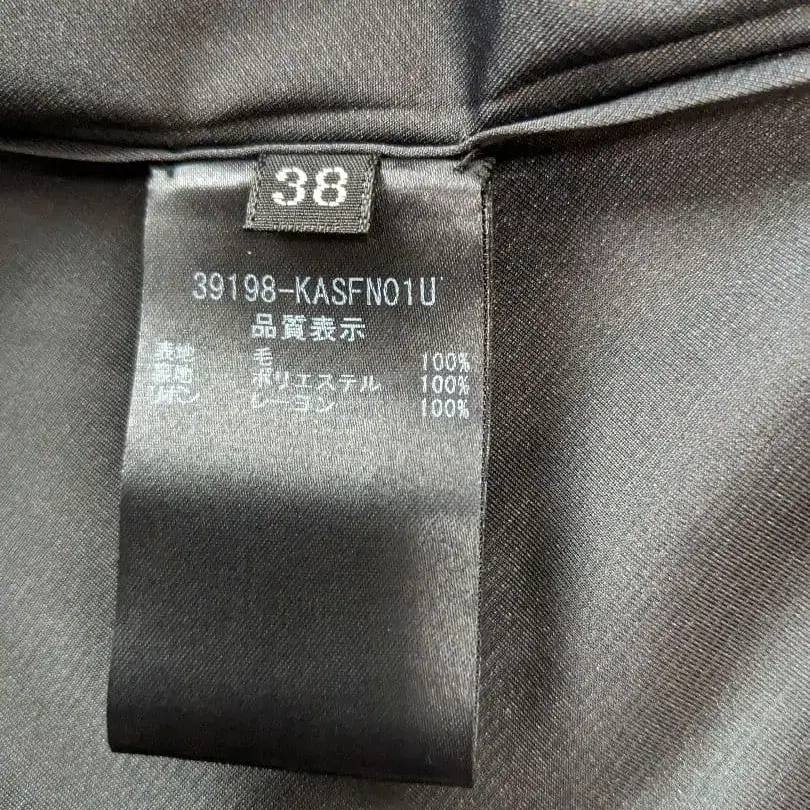 38
39198-KASFN01U
品質表示
表地 毛 100%
裏地 ポリエステル 100%
リボン レーヨン 100%